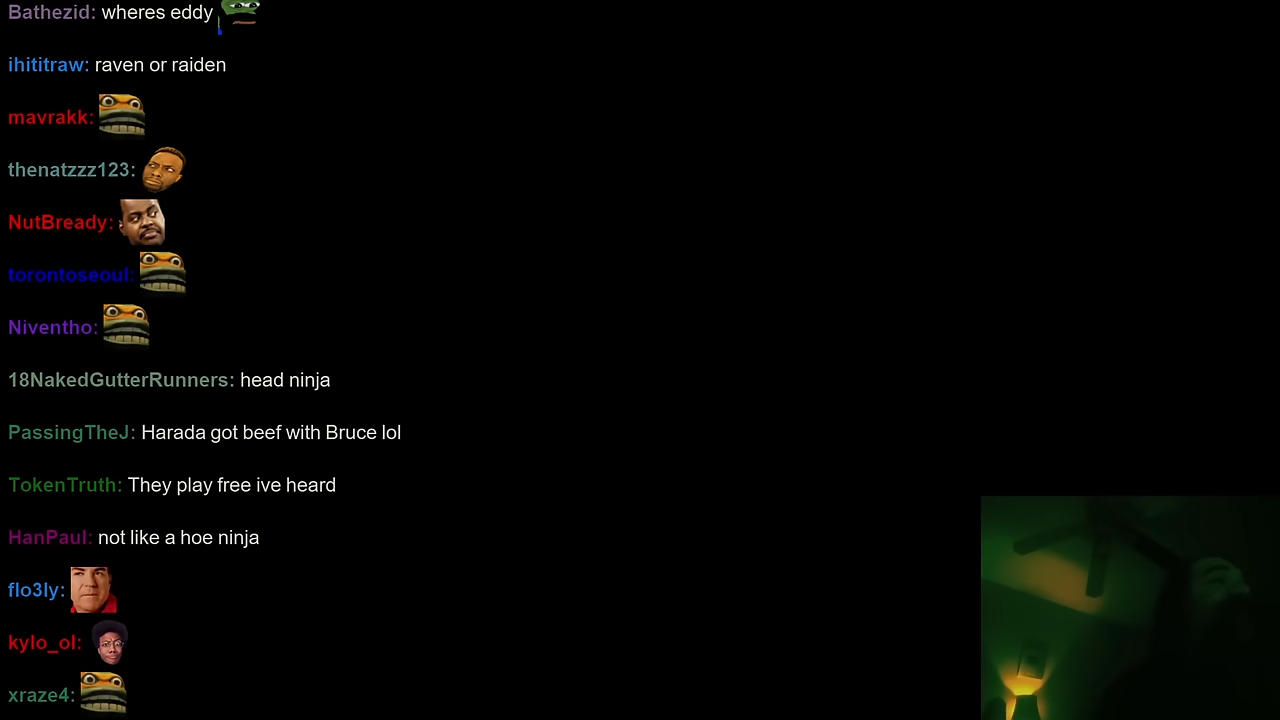 Bathezid: wheres eddy
ihititraw: raven or raiden
mavrakk:
thenatzzz123:
NutBready:
torontoseoul:
Niventho:
18NakedGutterRunners: head ninja
PassingTheJ: Harada got beef with Bruce lol
TokenTruth: They play free ive heard
HanPaul: not like a hoe ninja
flo3ly:
kylo_ol:
xraze4: